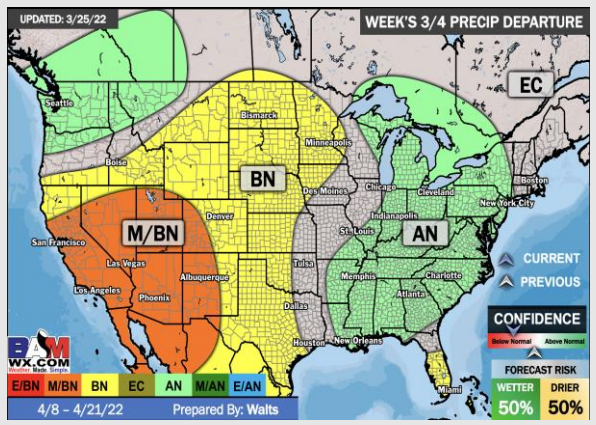 UPDATED: 3/25/22
WEEK'S 3/4 PRECIP DEPARTURE
EC
Seattle
Bismarck
Minneapolis
Boise
BN
Boston
Des Moines
Chicago
Cleveland
New York City
Denver
Indianapolis
M/BN
St. Louis
AN
San Francisco
Las Vegas
Albuquerque
Tulsa
Memphis
Charlotte
Los Angeles
Phoenix
Atlanta
Dallas
Houston
New Orleans
Miami
CURRENT
PREVIOUS
CONFIDENCE
Below Normal
Above Normal
FORECAST RISK
WETTER
DRIER
50%
50%
BAM
WX.COM
Weather. Made. Simple.
E/BN M/BN BN EC AN M/AN E/AN
4/8 – 4/21/22
Prepared By: Walts